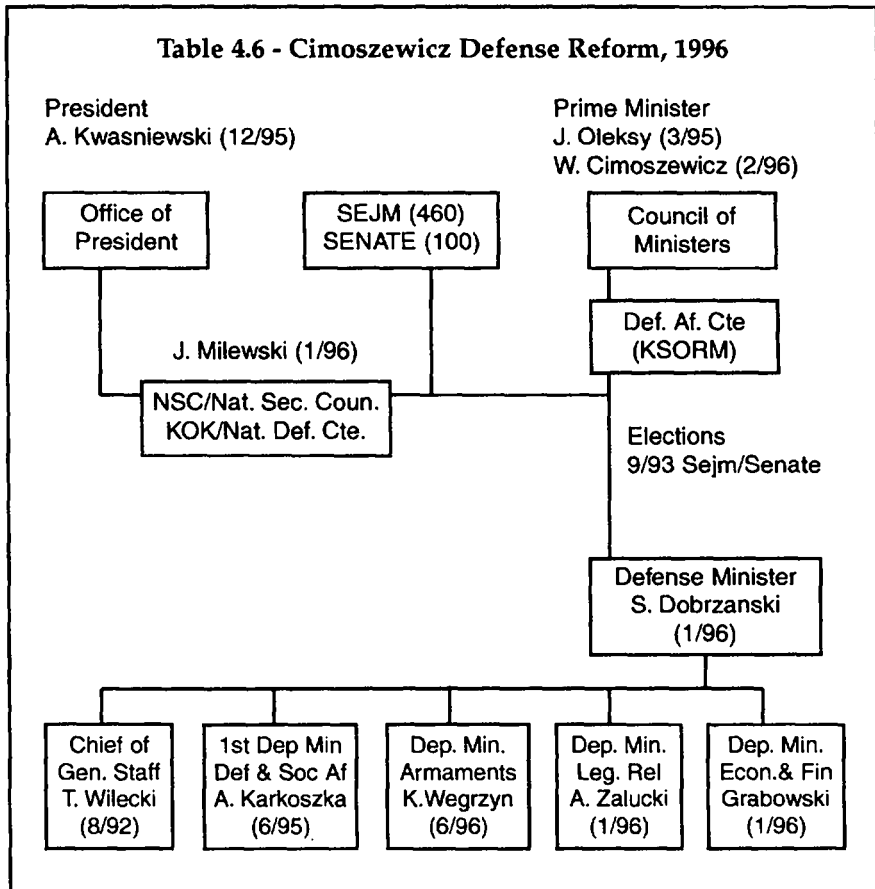 Table 4.6 - Cimoszewicz Defense Reform, 1996
President
A. Kwasniewski (12/95)
Prime Minister
J. Oleksy (3/95)
W. Cimoszewicz (2/96)
Office of
President
SEJM (460)
SENATE (100)
Council of
Ministers
Def. Af. Cte
(KSORM)
J. Milewski (1/96)
NSC/Nat. Sec. Coun.
KOK/Nat. Def. Cte.
Elections
9/93 Sejm/Senate
Defense Minister
S. Dobrzanski
(1/96)
Chief of
Gen. Staff
T. Wilecki
(8/92)
1st Dep Min
Def & Soc Af
A. Karkoszka
(6/95)
Dep. Min.
Armaments
K.Wegrzyn
(6/96)
Dep. Min.
Leg. Rel
A. Zalucki
(1/96)
Dep. Min.
Econ.& Fin
Grabowski
(1/96)